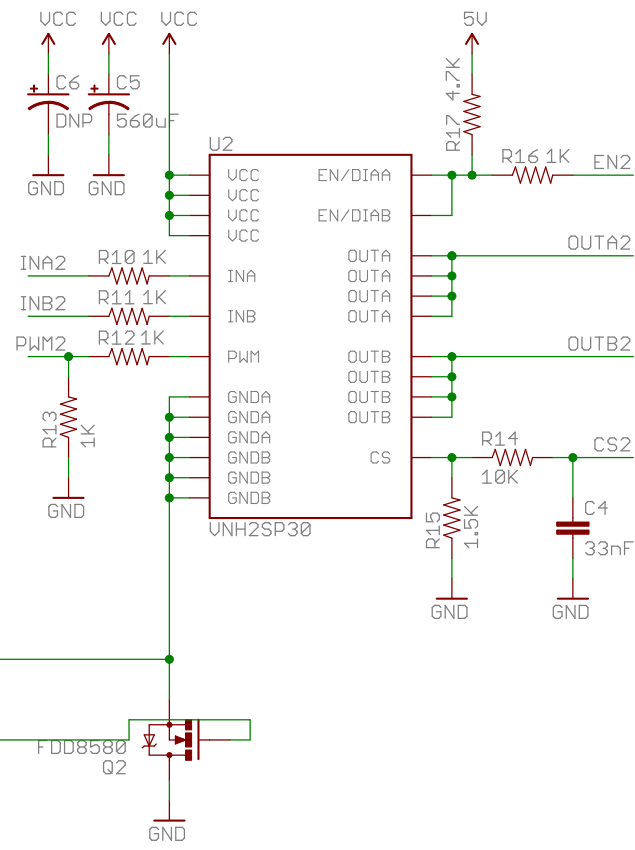 VCC VCC VCC 5V
C6 C5
DNP 560uF
GND GND
R17 4.7K
R16 1K EN2
U2
VCC EN/DIAA
VCC
VCC EN/DIAB
VCC
OUTA OUTA2
INA2 R10 1K INA OUTA
OUTA
INB2 R11 1K INB OUTA
PWM2 R12 1K PWM OUTB OUTB2
OUTB
GNDA OUTB
GNDA OUTB
GNDA
R13 1K
GNDB CS R14 10K CS2
GNDB
GNDB
GND
VNH2SP30
R15 1.5K
C4
33nF
GND GND
FDD8580
Q2
GND